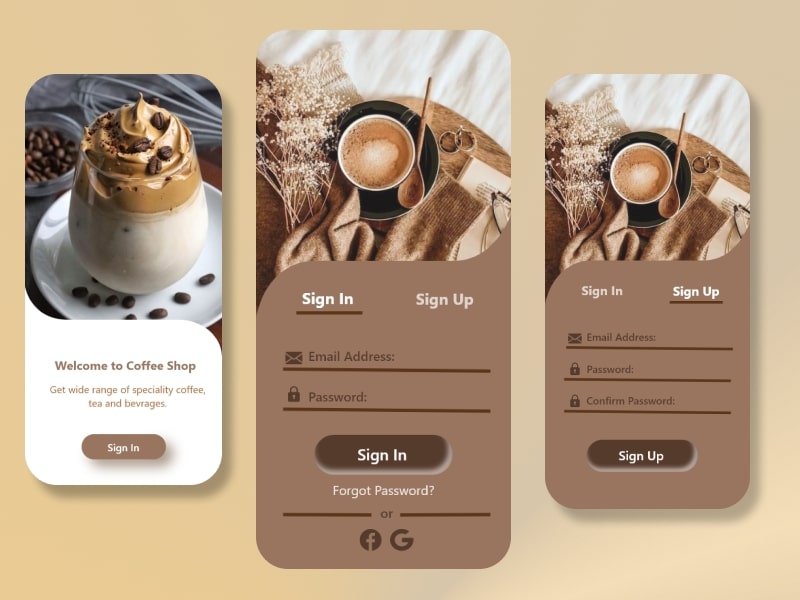 Welcome to Coffee Shop
Get wide range of speciality coffee,
tea and bevrages.
Sign In
Sign In
Sign Up
Email Address:
Password:
Sign In
Forgot Password?
or
Sign In
Sign Up
Email Address:
Password:
Confirm Password:
Sign Up